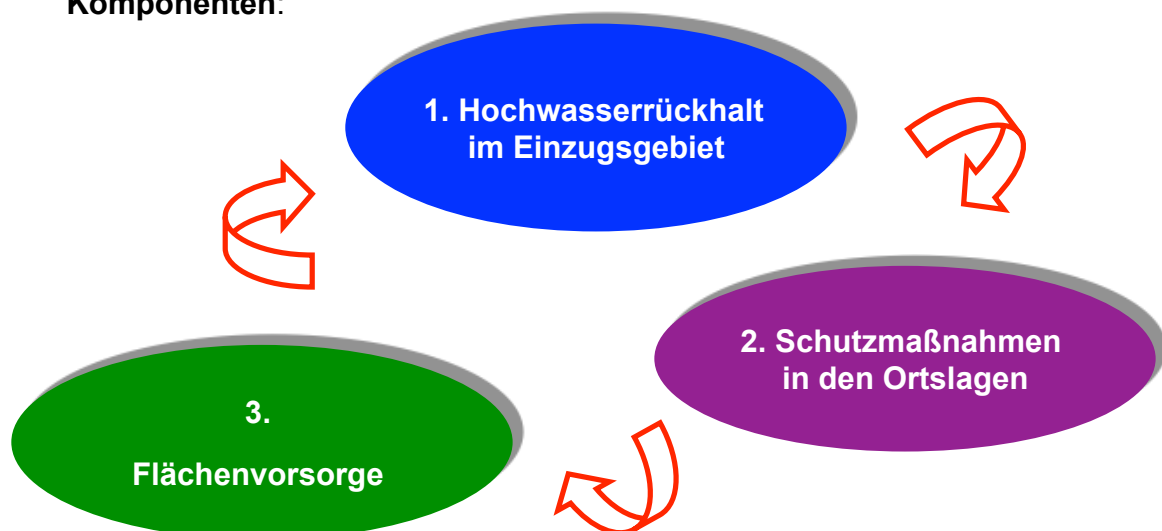 Komponenten:
1. Hochwasserrückhalt
im Einzugsgebiet
2. Schutzmaßnahmen
in den Ortslagen
3.
Flächenvorsorge